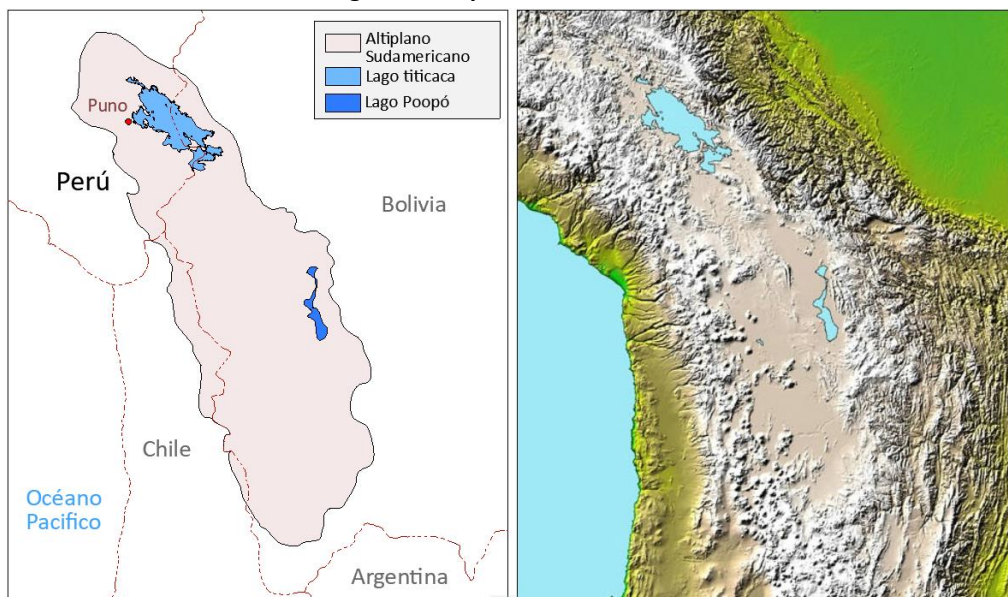 Altiplano
Sudamericano
Lago titicaca
Lago Poopó
Puno
Perú
Bolivia
Chile
Océano
Pacifico
Argentina